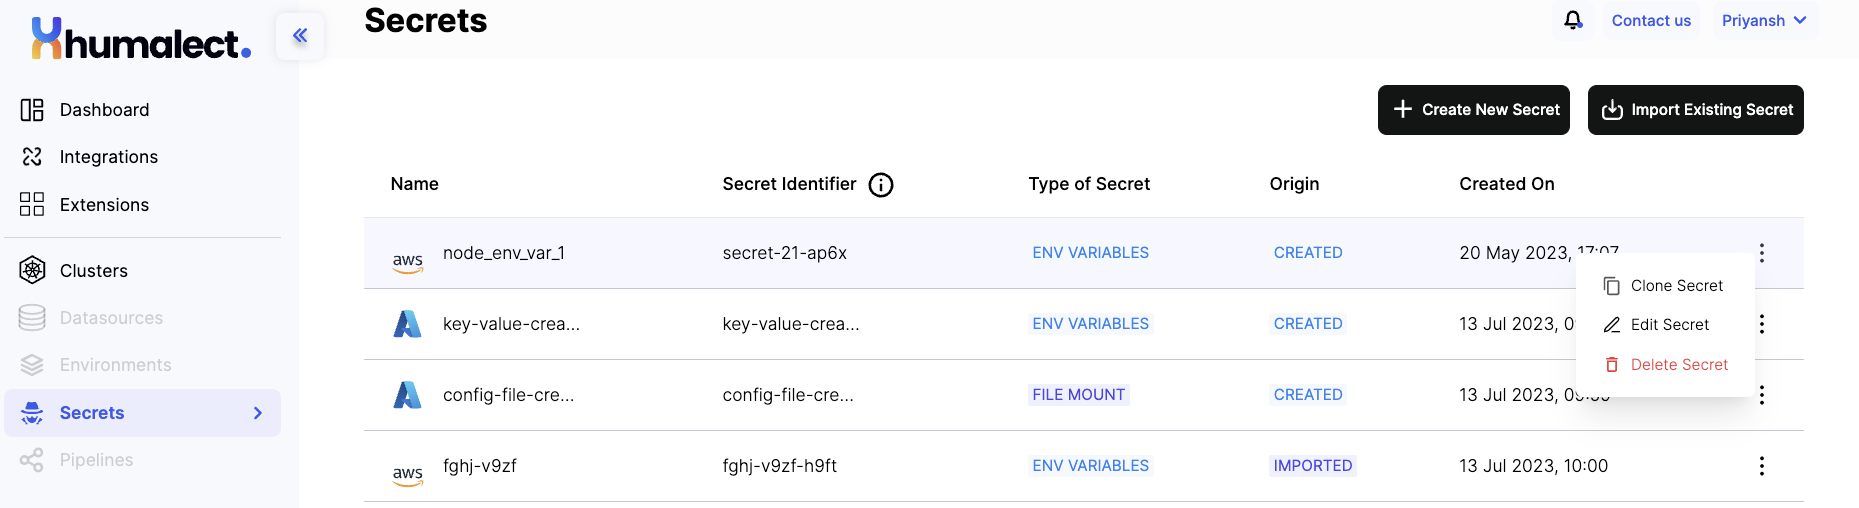 humalect.
Secrets
Contact us
Priyansh
Dashboard
Integrations
Extensions
Clusters
Datasources
Environments
Secrets
Pipelines
Create New Secret
Import Existing Secret
Name Secret Identifier Type of Secret Origin Created On
aws node_env_var_1 secret-21-ap6x ENV VARIABLES CREATED 20 May 2023, 17:07
key-value-crea... key-value-crea... ENV VARIABLES CREATED 13 Jul 2023,
config-file-cre... config-file-cre... FILE MOUNT CREATED 13 Jul 2023,
aws fghj-v9zf fghj-v9zf-h9ft ENV VARIABLES IMPORTED 13 Jul 2023, 10:00
Clone Secret
Edit Secret
Delete Secret